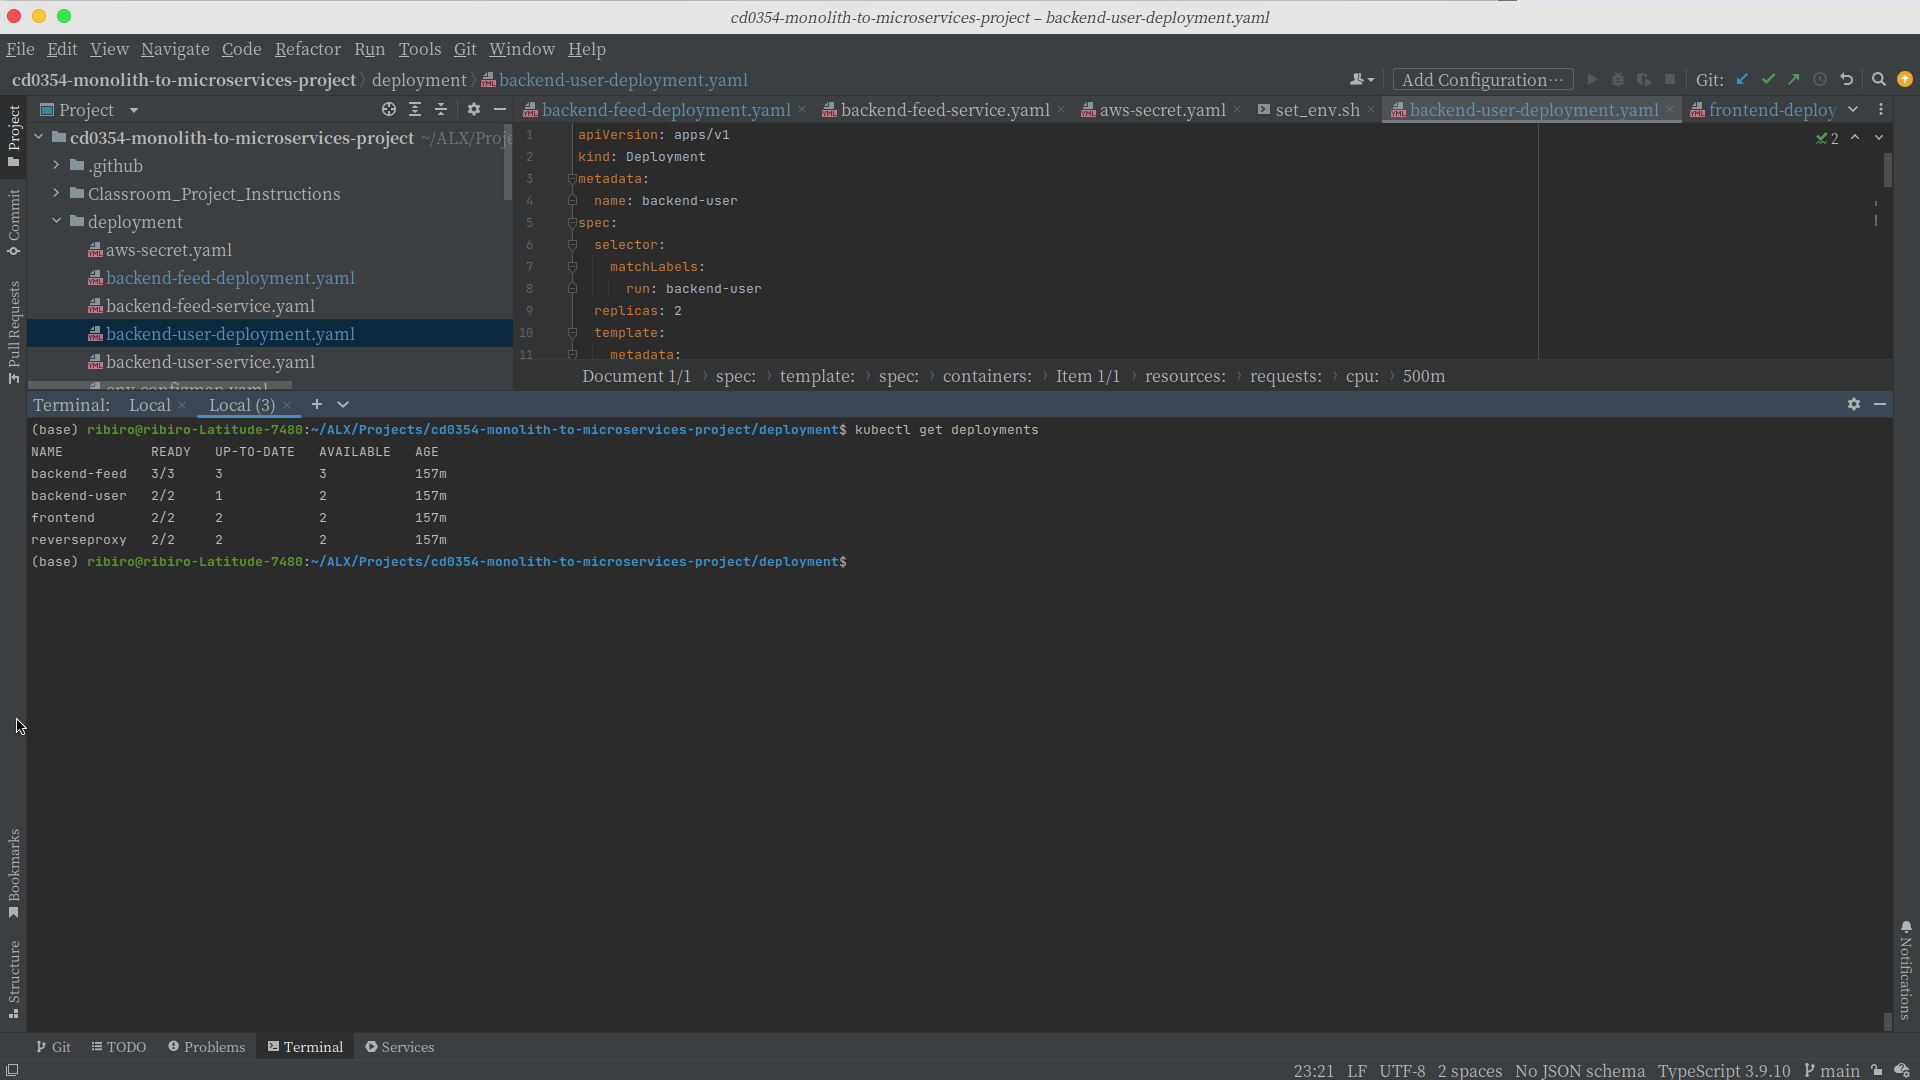 cd0354-monolith-to-microservices-project – backend-user-deployment.yaml
File Edit View Navigate Code Refactor Run Tools Git Window Help
cd0354-monolith-to-microservices-project deployment backend-user-deployment.yaml
Add Configuration...
Git:
Project
backend-feed-deployment.yaml
backend-feed-service.yaml
aws-secret.yaml
set_env.sh
backend-user-deployment.yaml
frontend-deploy
Project
Commit
Pull Requests
cd0354-monolith-to-microservices-project ~/ALX/Proje
.github
Classroom_Project_Instructions
deployment
aws-secret.yaml
backend-feed-deployment.yaml
backend-feed-service.yaml
backend-user-deployment.yaml
backend-user-service.yaml
env-configmap.yaml
1 apiVersion: apps/v1
2 kind: Deployment
3 metadata:
4   name: backend-user
5 spec:
6   selector:
7     matchLabels:
8       run: backend-user
9   replicas: 2
10   template:
11     metadata:
2
Document 1/1 › spec: › template: › spec: › containers: › Item 1/1 › resources: › requests: › cpu: › 500m
Terminal: Local × Local (3) × +
(base) ribiro@ribiro-Latitude-7480:~/ALX/Projects/cd0354-monolith-to-microservices-project/deployment$ kubectl get deployments
NAME READY UP-TO-DATE AVAILABLE AGE
backend-feed 3/3 3 3 157m
backend-user 2/2 1 2 157m
frontend 2/2 2 2 157m
reverseproxy 2/2 2 2 157m
(base) ribiro@ribiro-Latitude-7480:~/ALX/Projects/cd0354-monolith-to-microservices-project/deployment$
Bookmarks
Structure
Notifications
Git TODO Problems Terminal Services
23:21 LF UTF-8 2 spaces No JSON schema TypeScript 3.9.10 main